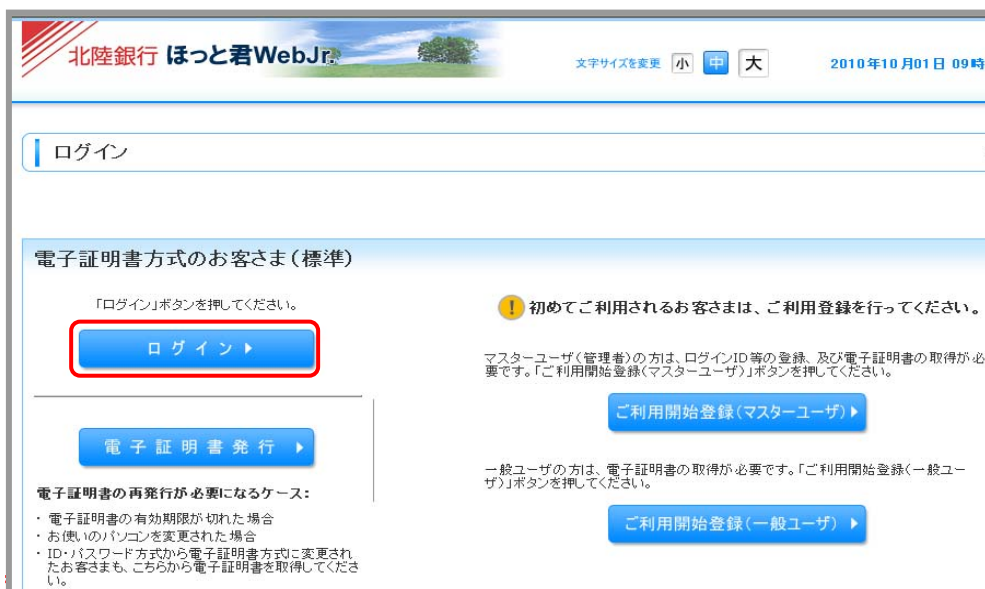 北陸銀行 ほっと君WebJr.
文字サイズを変更 小 中 大
2010年10月01日 09時
ログイン
電子証明書方式のお客さま(標準)
「ログイン」ボタンを押してください。
ログイン
電子証明書発行
電子証明書の再発行が必要になるケース:
・電子証明書の有効期限が切れた場合
・お使いのパソコンを変更された場合
・ID・パスワード方式から電子証明書方式に変更され
たお客さまも、こちらから電子証明書を取得してくださ
い。
! 初めてご利用されるお客さまは、ご利用登録を行ってください。
マスターユーザ(管理者)の方は、ログインID等の登録、及び電子証明書の取得が必
要です。「ご利用開始登録(マスターユーザ)」ボタンを押してください。
ご利用開始登録(マスターユーザ)
一般ユーザの方は、電子証明書の取得が必要です。「ご利用開始登録(一般ユー
ザ)」ボタンを押してください。
ご利用開始登録(一般ユーザ)